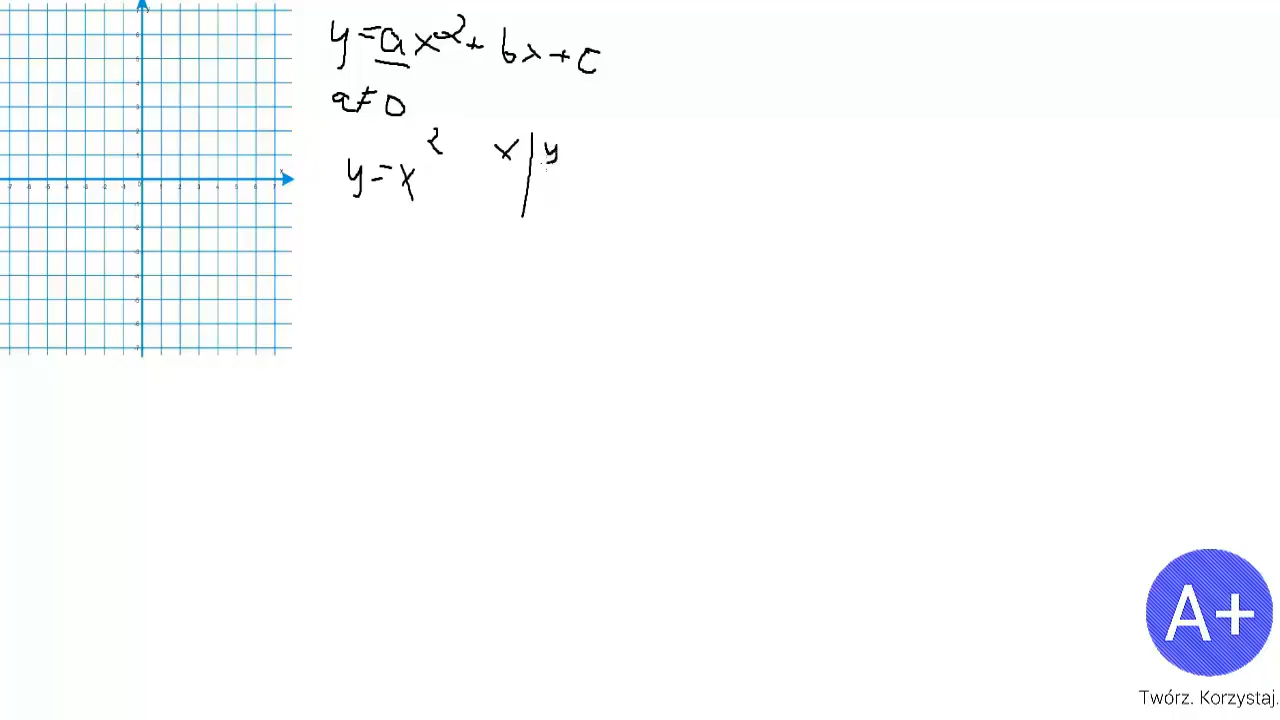 y = ax² + bx + c
a ≠ 0
y = x²
x | y
A+
Twórz. Korzystaj.